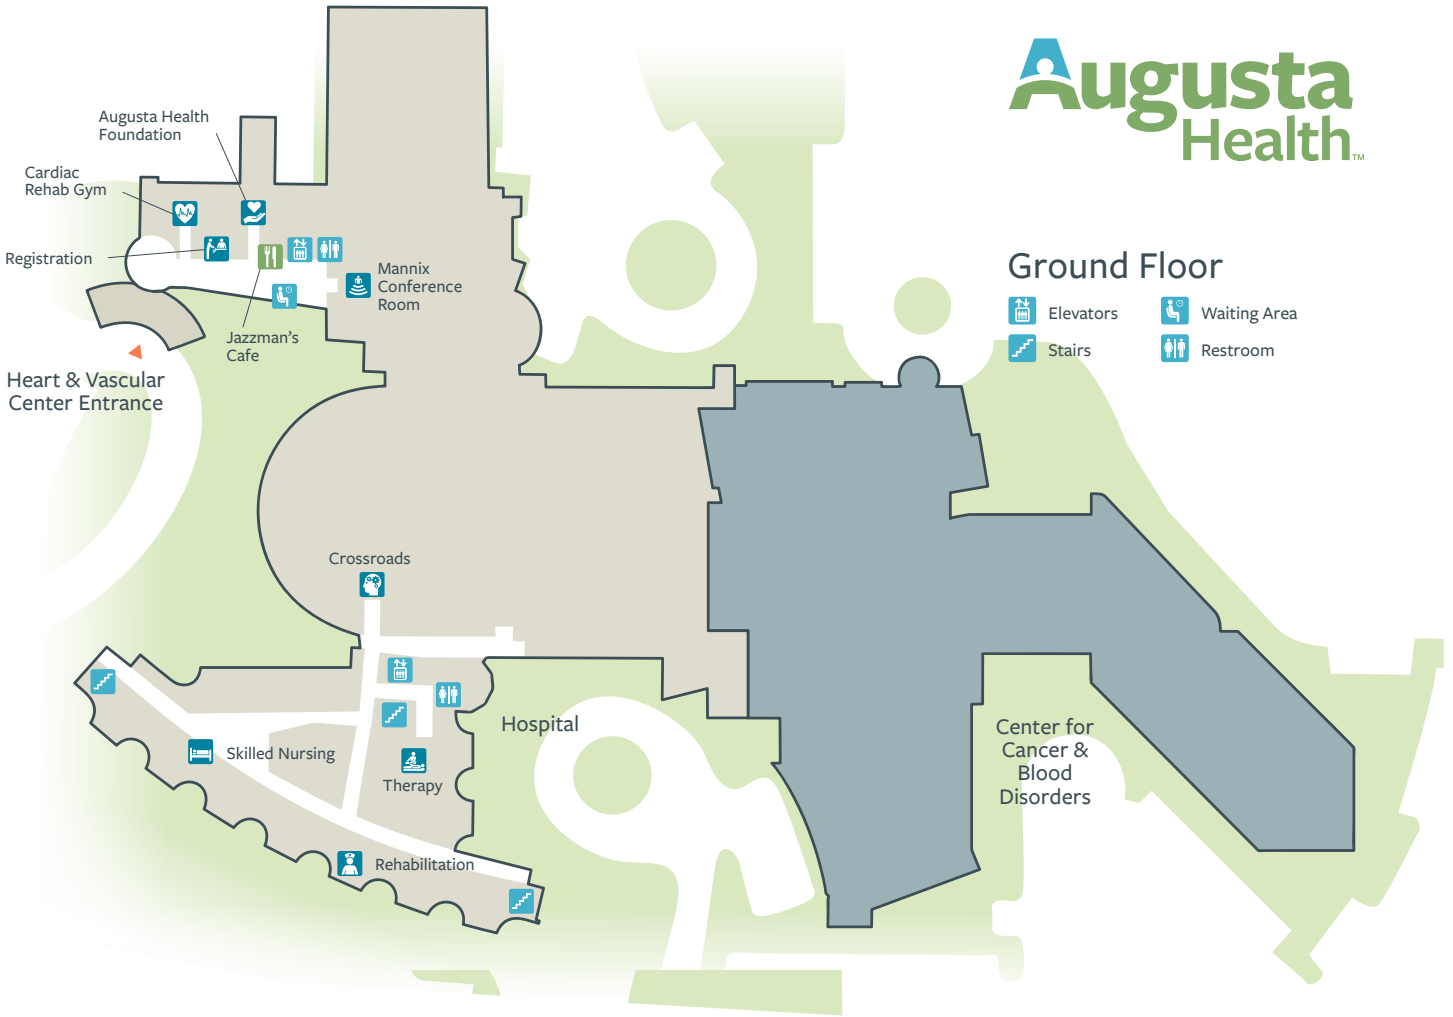 Augusta
Health™
Augusta Health
Foundation
Cardiac
Rehab Gym
Registration
Mannix
Conference
Room
Jazzman's
Cafe
Heart & Vascular
Center Entrance
Ground Floor
Elevators
Waiting Area
Stairs
Restroom
Crossroads
Hospital
Skilled Nursing
Therapy
Rehabilitation
Center for
Cancer &
Blood
Disorders